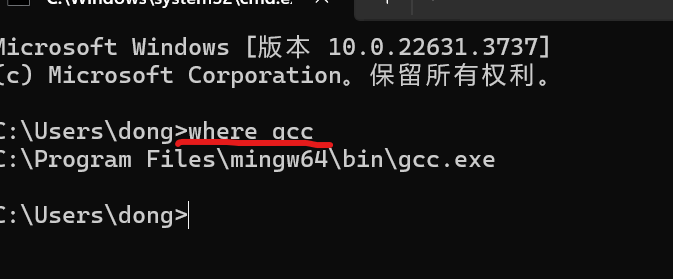 C:\Windows\system32\cmd.e
Microsoft Windows [版本 10.0.22631.3737]
(c) Microsoft Corporation。保留所有权利。
C:\Users\dong>where gcc
C:\Program Files\mingw64\bin\gcc.exe
C:\Users\dong>